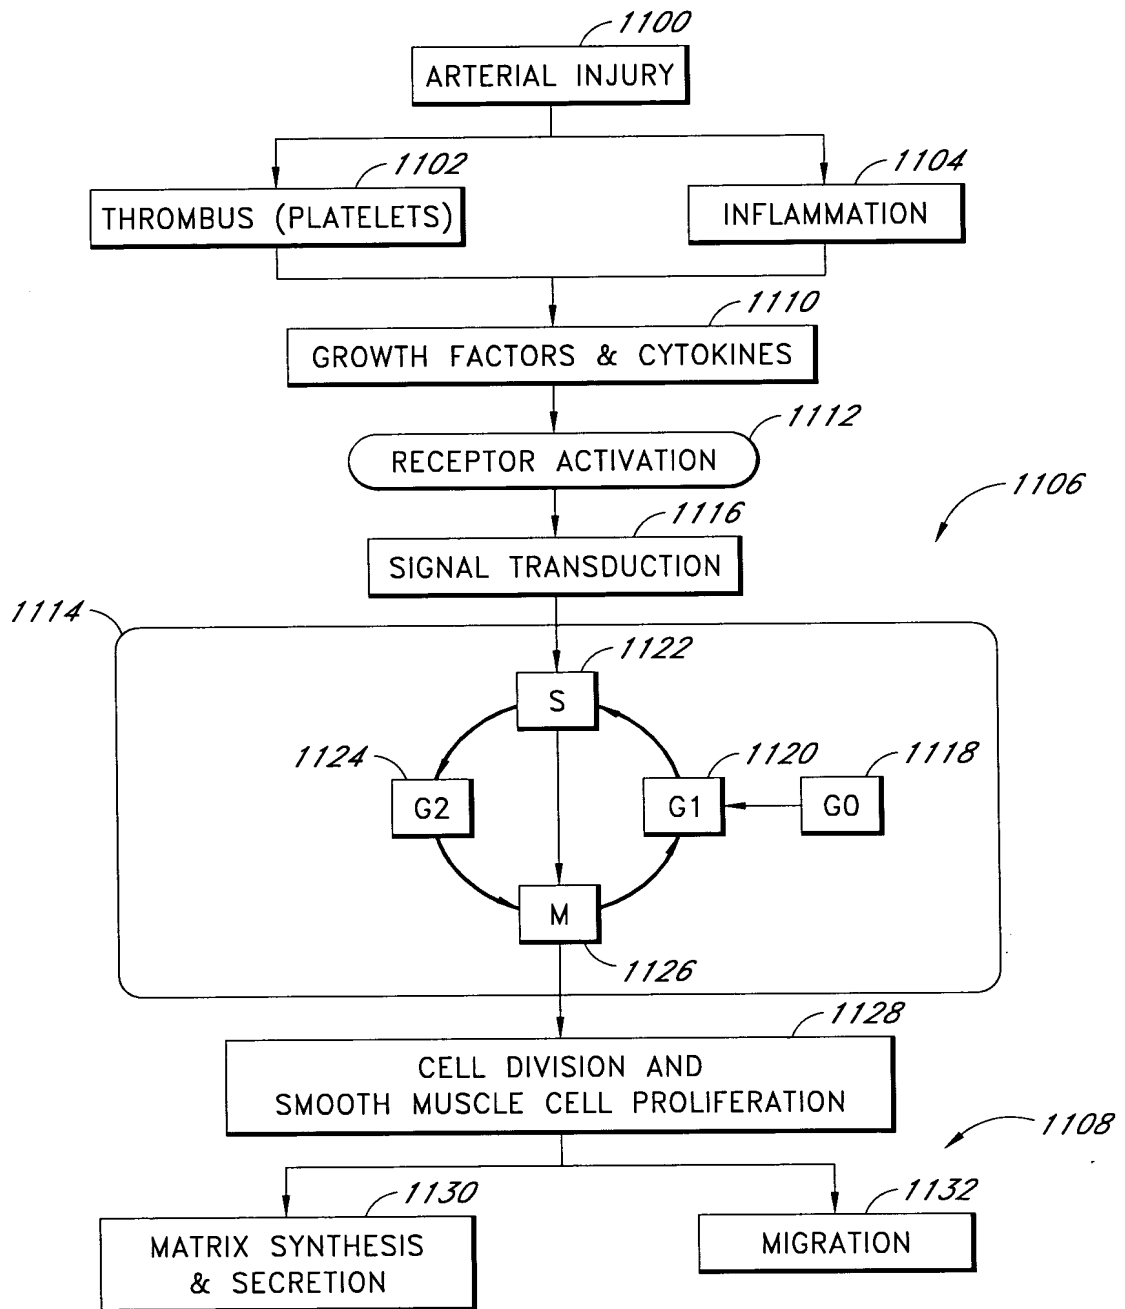 1100
ARTERIAL INJURY
1102
1104
THROMBUS (PLATELETS)
INFLAMMATION
1110
GROWTH FACTORS & CYTOKINES
1112
RECEPTOR ACTIVATION
1106
1116
SIGNAL TRANSDUCTION
1114
1122
S
1124
1120
1118
G2
G1
G0
M
1126
1128
CELL DIVISION AND
SMOOTH MUSCLE CELL PROLIFERATION
1108
1130
1132
MATRIX SYNTHESIS
& SECRETION
MIGRATION